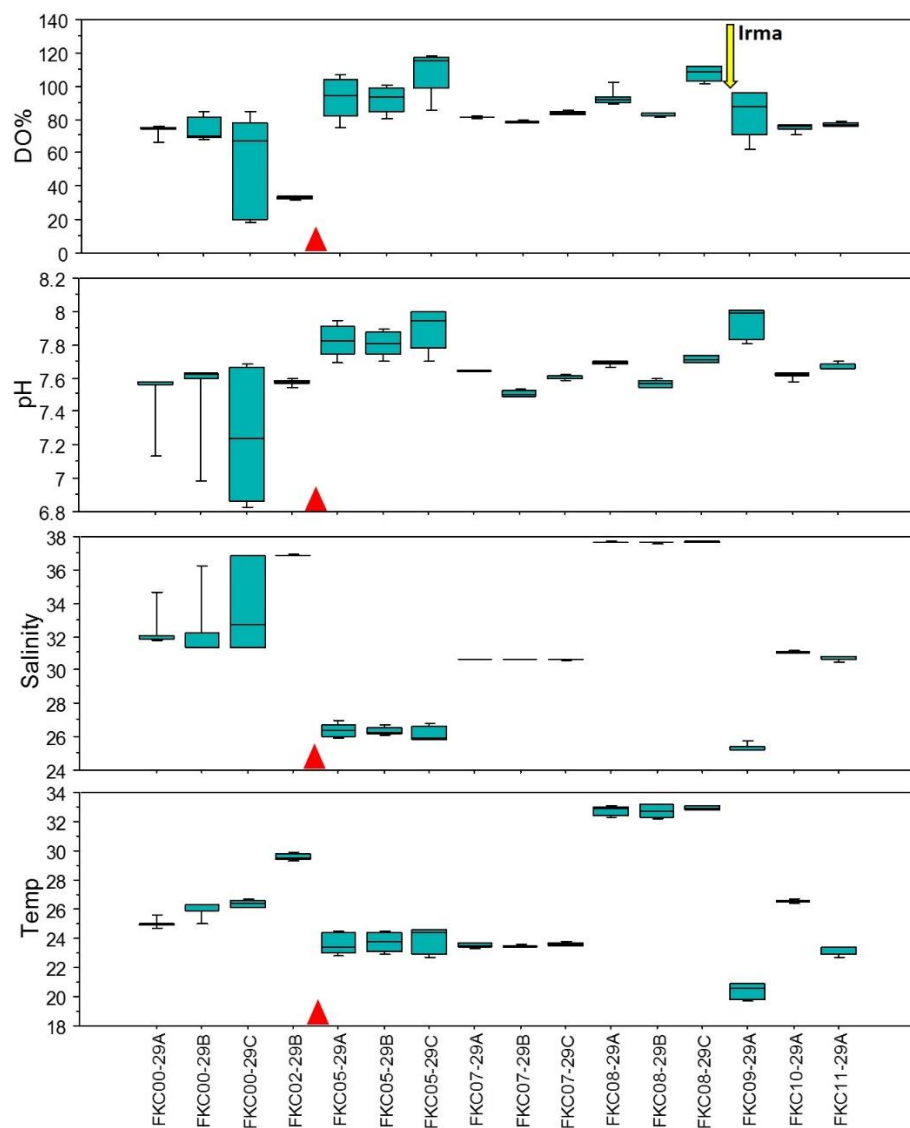 140
120
100
80
60
40
20
0
DO%
Irma
8.2
8
7.8
7.6
7.4
7.2
7
6.8
pH
38
36
34
32
30
28
26
24
Salinity
34
32
30
28
26
24
22
20
18
Temp
FKC00-29A
FKC00-29B
FKC00-29C
FKC02-29B
FKC05-29A
FKC05-29B
FKC05-29C
FKC07-29A
FKC07-29B
FKC07-29C
FKC08-29A
FKC08-29B
FKC08-29C
FKC09-29A
FKC10-29A
FKC11-29A